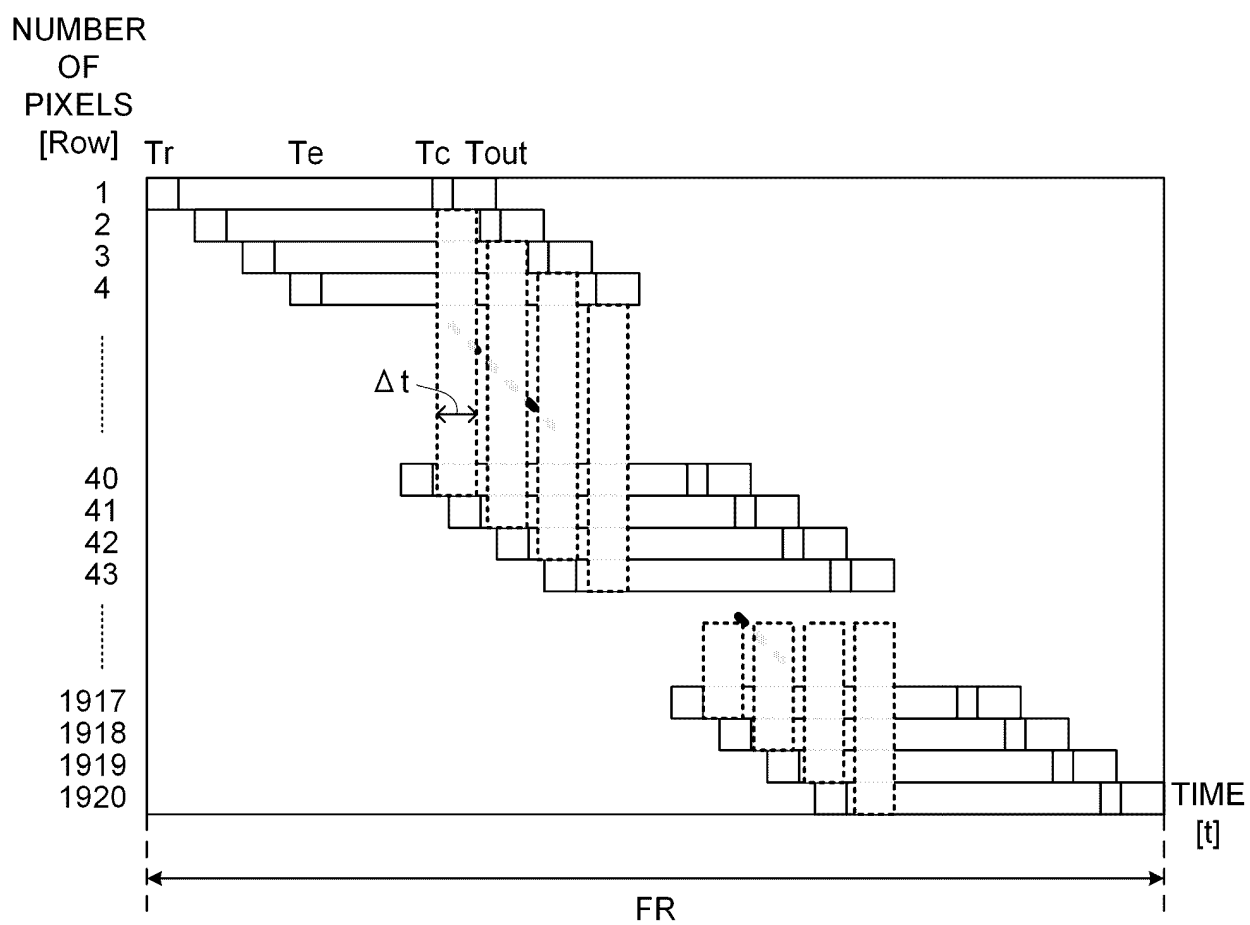 NUMBER
OF
PIXELS
[Row]
Tr Te Tc Tout
1
2
3
4
Δt
40
41
42
43
1917
1918
1919
1920
TIME
[t]
FR